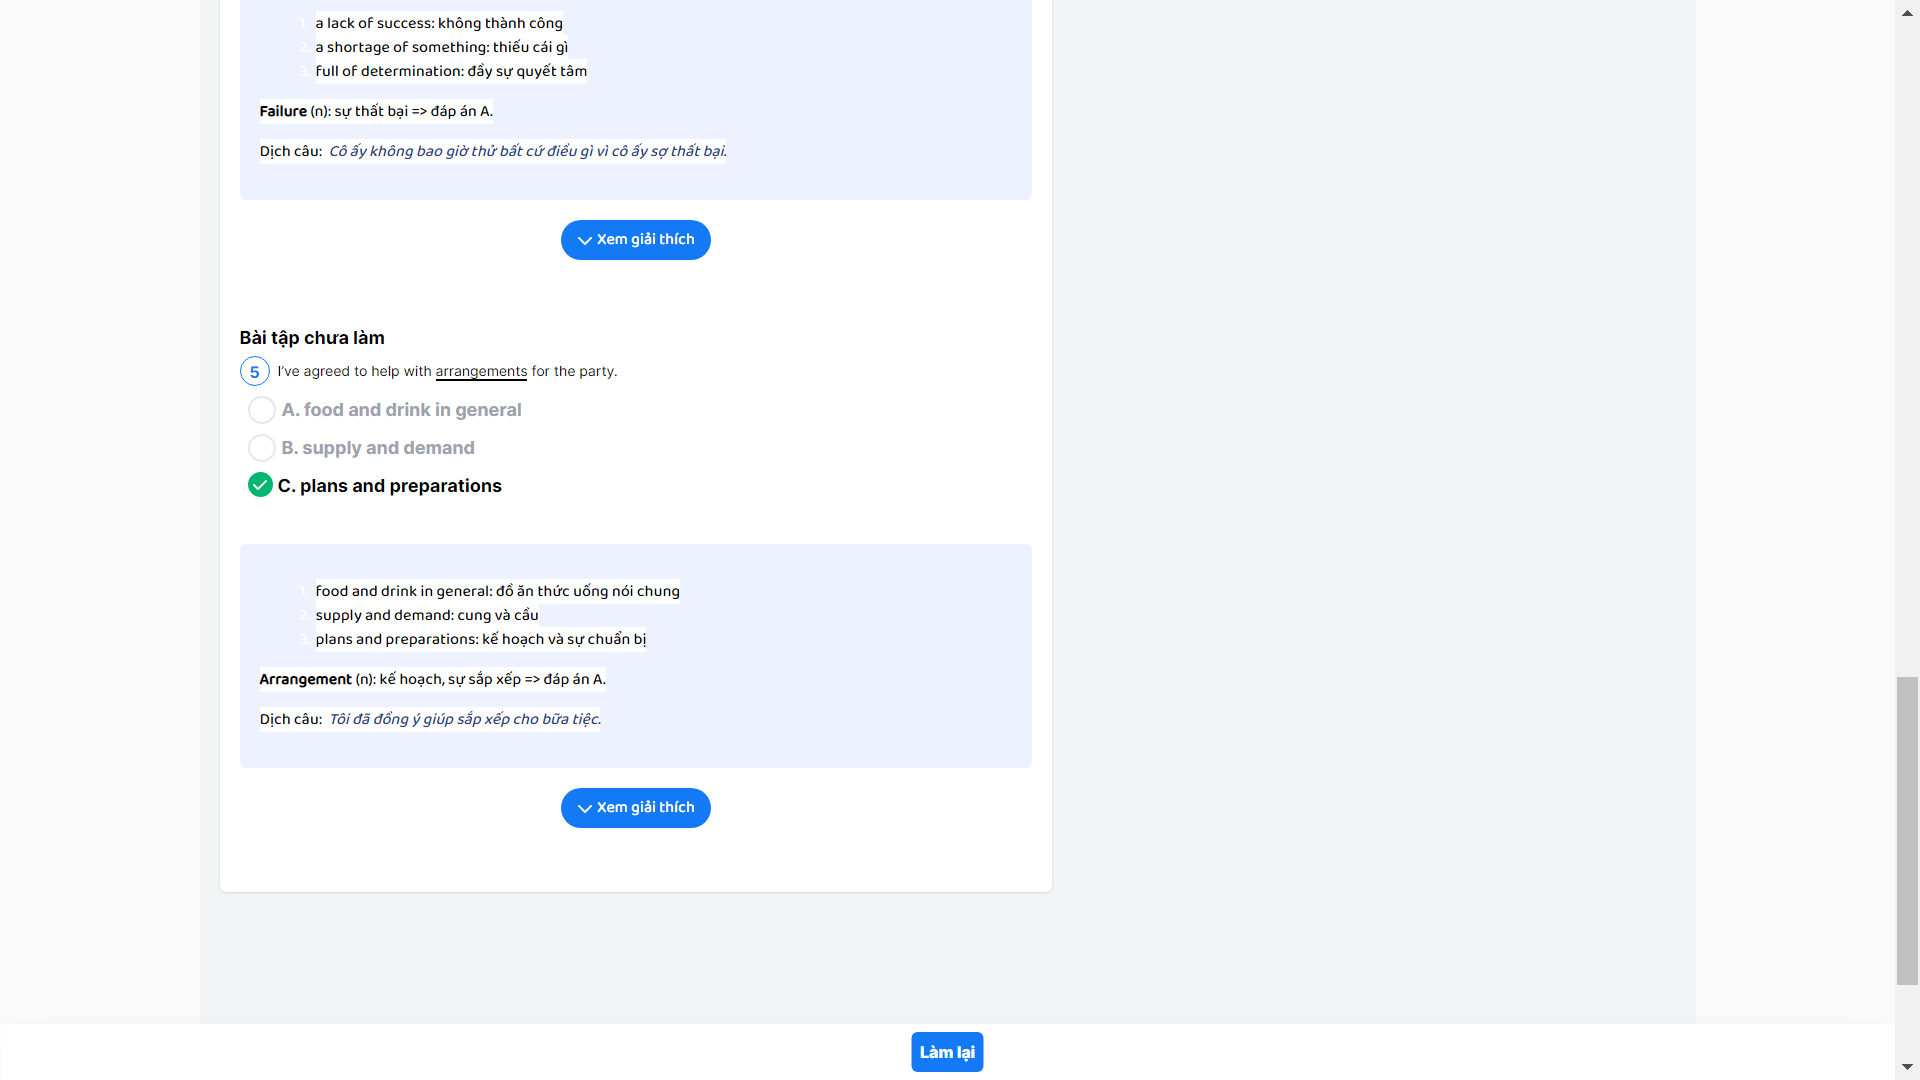 1. a lack of success: không thành công
2. a shortage of something: thiếu cái gì
3. full of determination: đầy sự quyết tâm
Failure (n): sự thất bại => đáp án A.
Dịch câu: Cô ấy không bao giờ thử bất cứ điều gì vì cô ấy sợ thất bại.
Xem giải thích
Bài tập chưa làm
5 I've agreed to help with arrangements for the party.
A. food and drink in general
B. supply and demand
C. plans and preparations
1. food and drink in general: đồ ăn thức uống nói chung
2. supply and demand: cung và cầu
3. plans and preparations: kế hoạch và sự chuẩn bị
Arrangement (n): kế hoạch, sự sắp xếp => đáp án A.
Dịch câu: Tôi đã đồng ý giúp sắp xếp cho bữa tiệc.
Xem giải thích
Làm lại